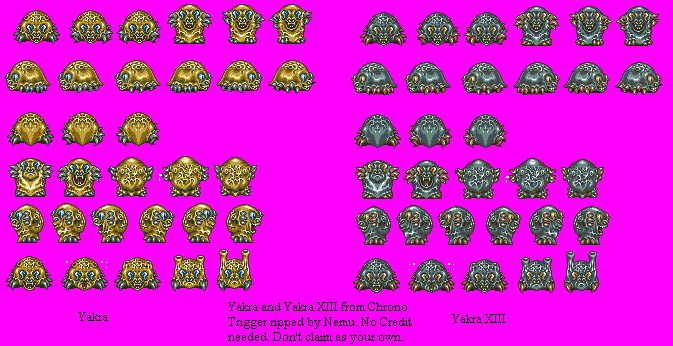 Yakra
Yakra and Yakra XIII from Chrono
Trigger ripped by Nemu. No Credit
needed. Don't claim as your own.
Yakra XIII